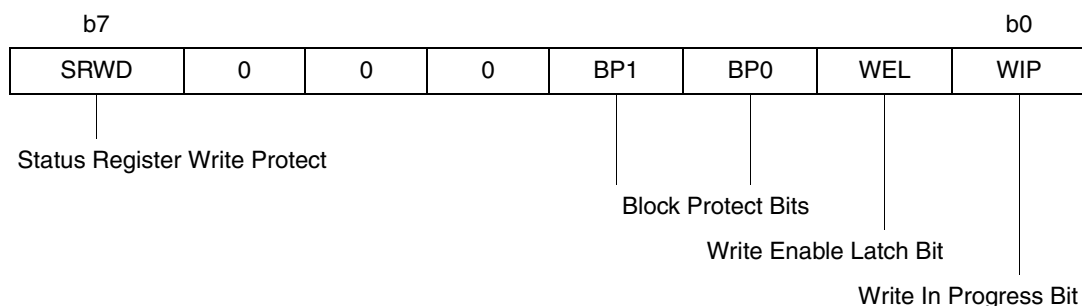 b7 b0
SRWD 0 0 0 BP1 BP0 WEL WIP
Status Register Write Protect
Block Protect Bits
Write Enable Latch Bit
Write In Progress Bit